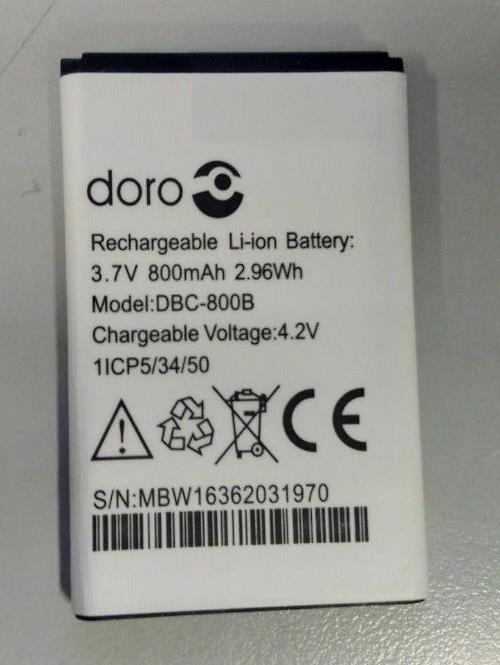 doro
Rechargeable Li-ion Battery:
3.7V 800mAh 2.96Wh
Model:DBC-800B
Chargeable Voltage:4.2V
1ICP5/34/50
CE
S/N:MBW16362031970